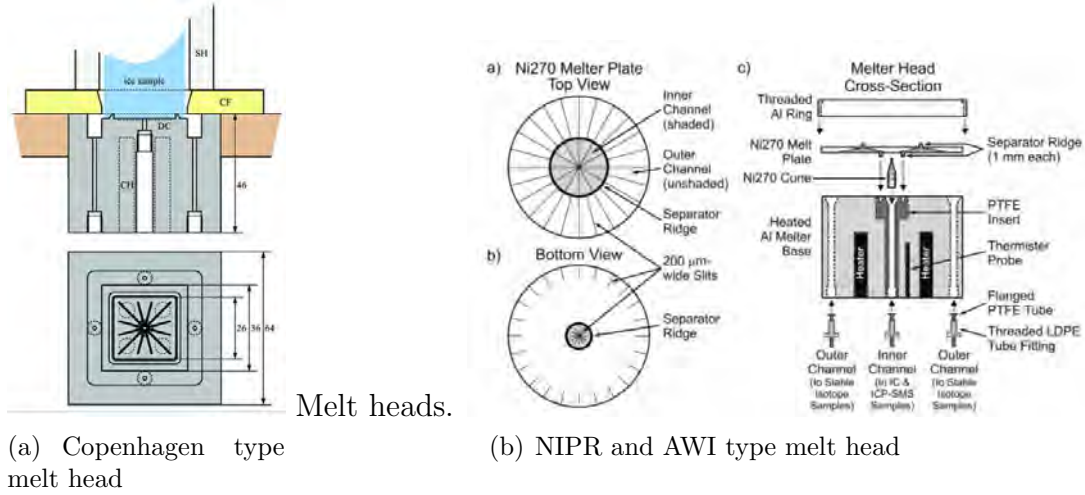 SH
ice sample
CF
DC
CH
46
26
36
64
(a) Copenhagen type
melt head
Melt heads.
a)
Ni270 Melter Plate
Top View
Inner
Channel
(shaded)
Outer
Channel
(unshaded)
Separator
Ridge
b)
Bottom View
200 µm-
wide Slits
Separator
Ridge
c)
Melter Head
Cross-Section
Threaded
Al Ring
Ni270 Melt
Plate
Separator Ridge
(1 mm each)
Ni270 Cone
PTFE
Insert
Heated
Al Melter
Base
Heater
Heater
Thermister
Probe
Flanged
PTFE Tube
Threaded LDPE
Tube Fitting
Outer
Channel
(to Stable
Isotope
Samples)
Inner
Channel
(to IC &
ICP-SMS
Samples)
Outer
Channel
(to Stable
Isotope
Samples)
(b) NIPR and AWI type melt head